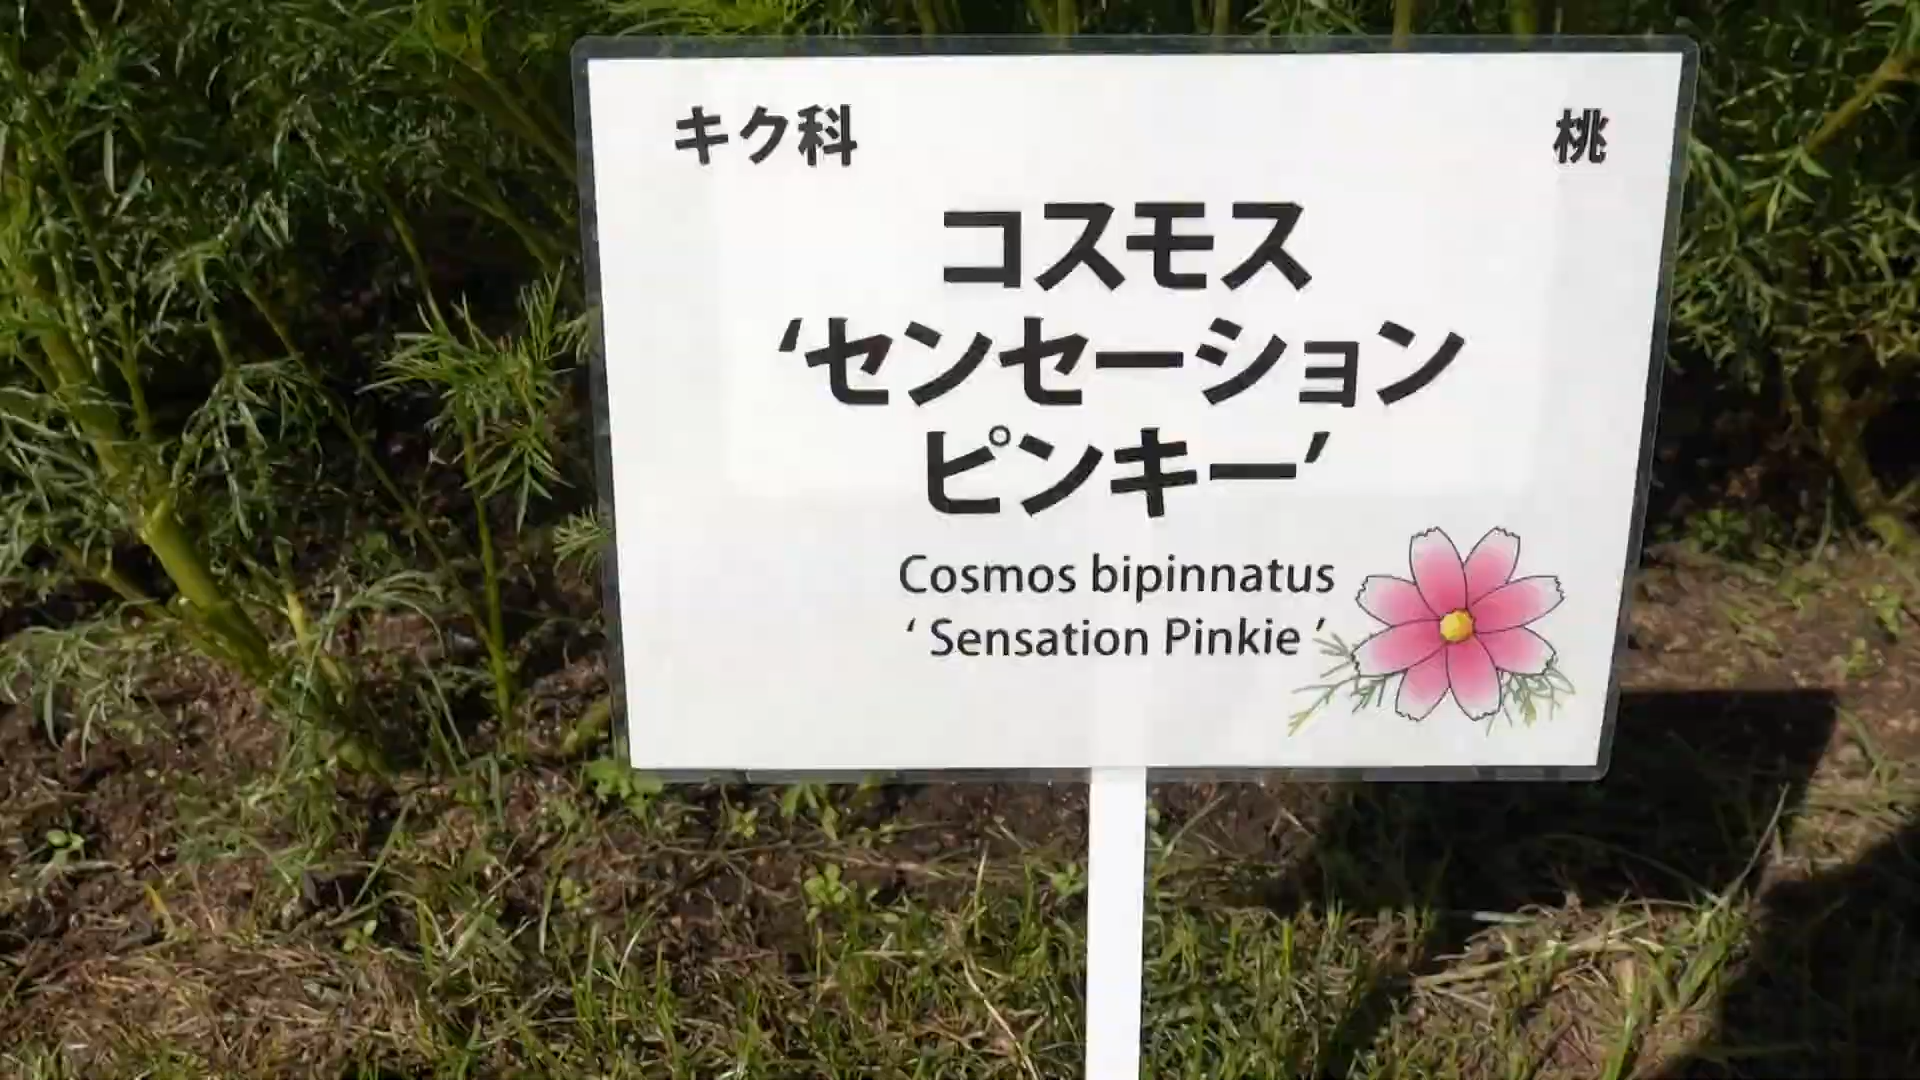 キク科 桃
コスモス
‘センセーション
ピンキー’
Cosmos bipinnatus
‘ Sensation Pinkie ’